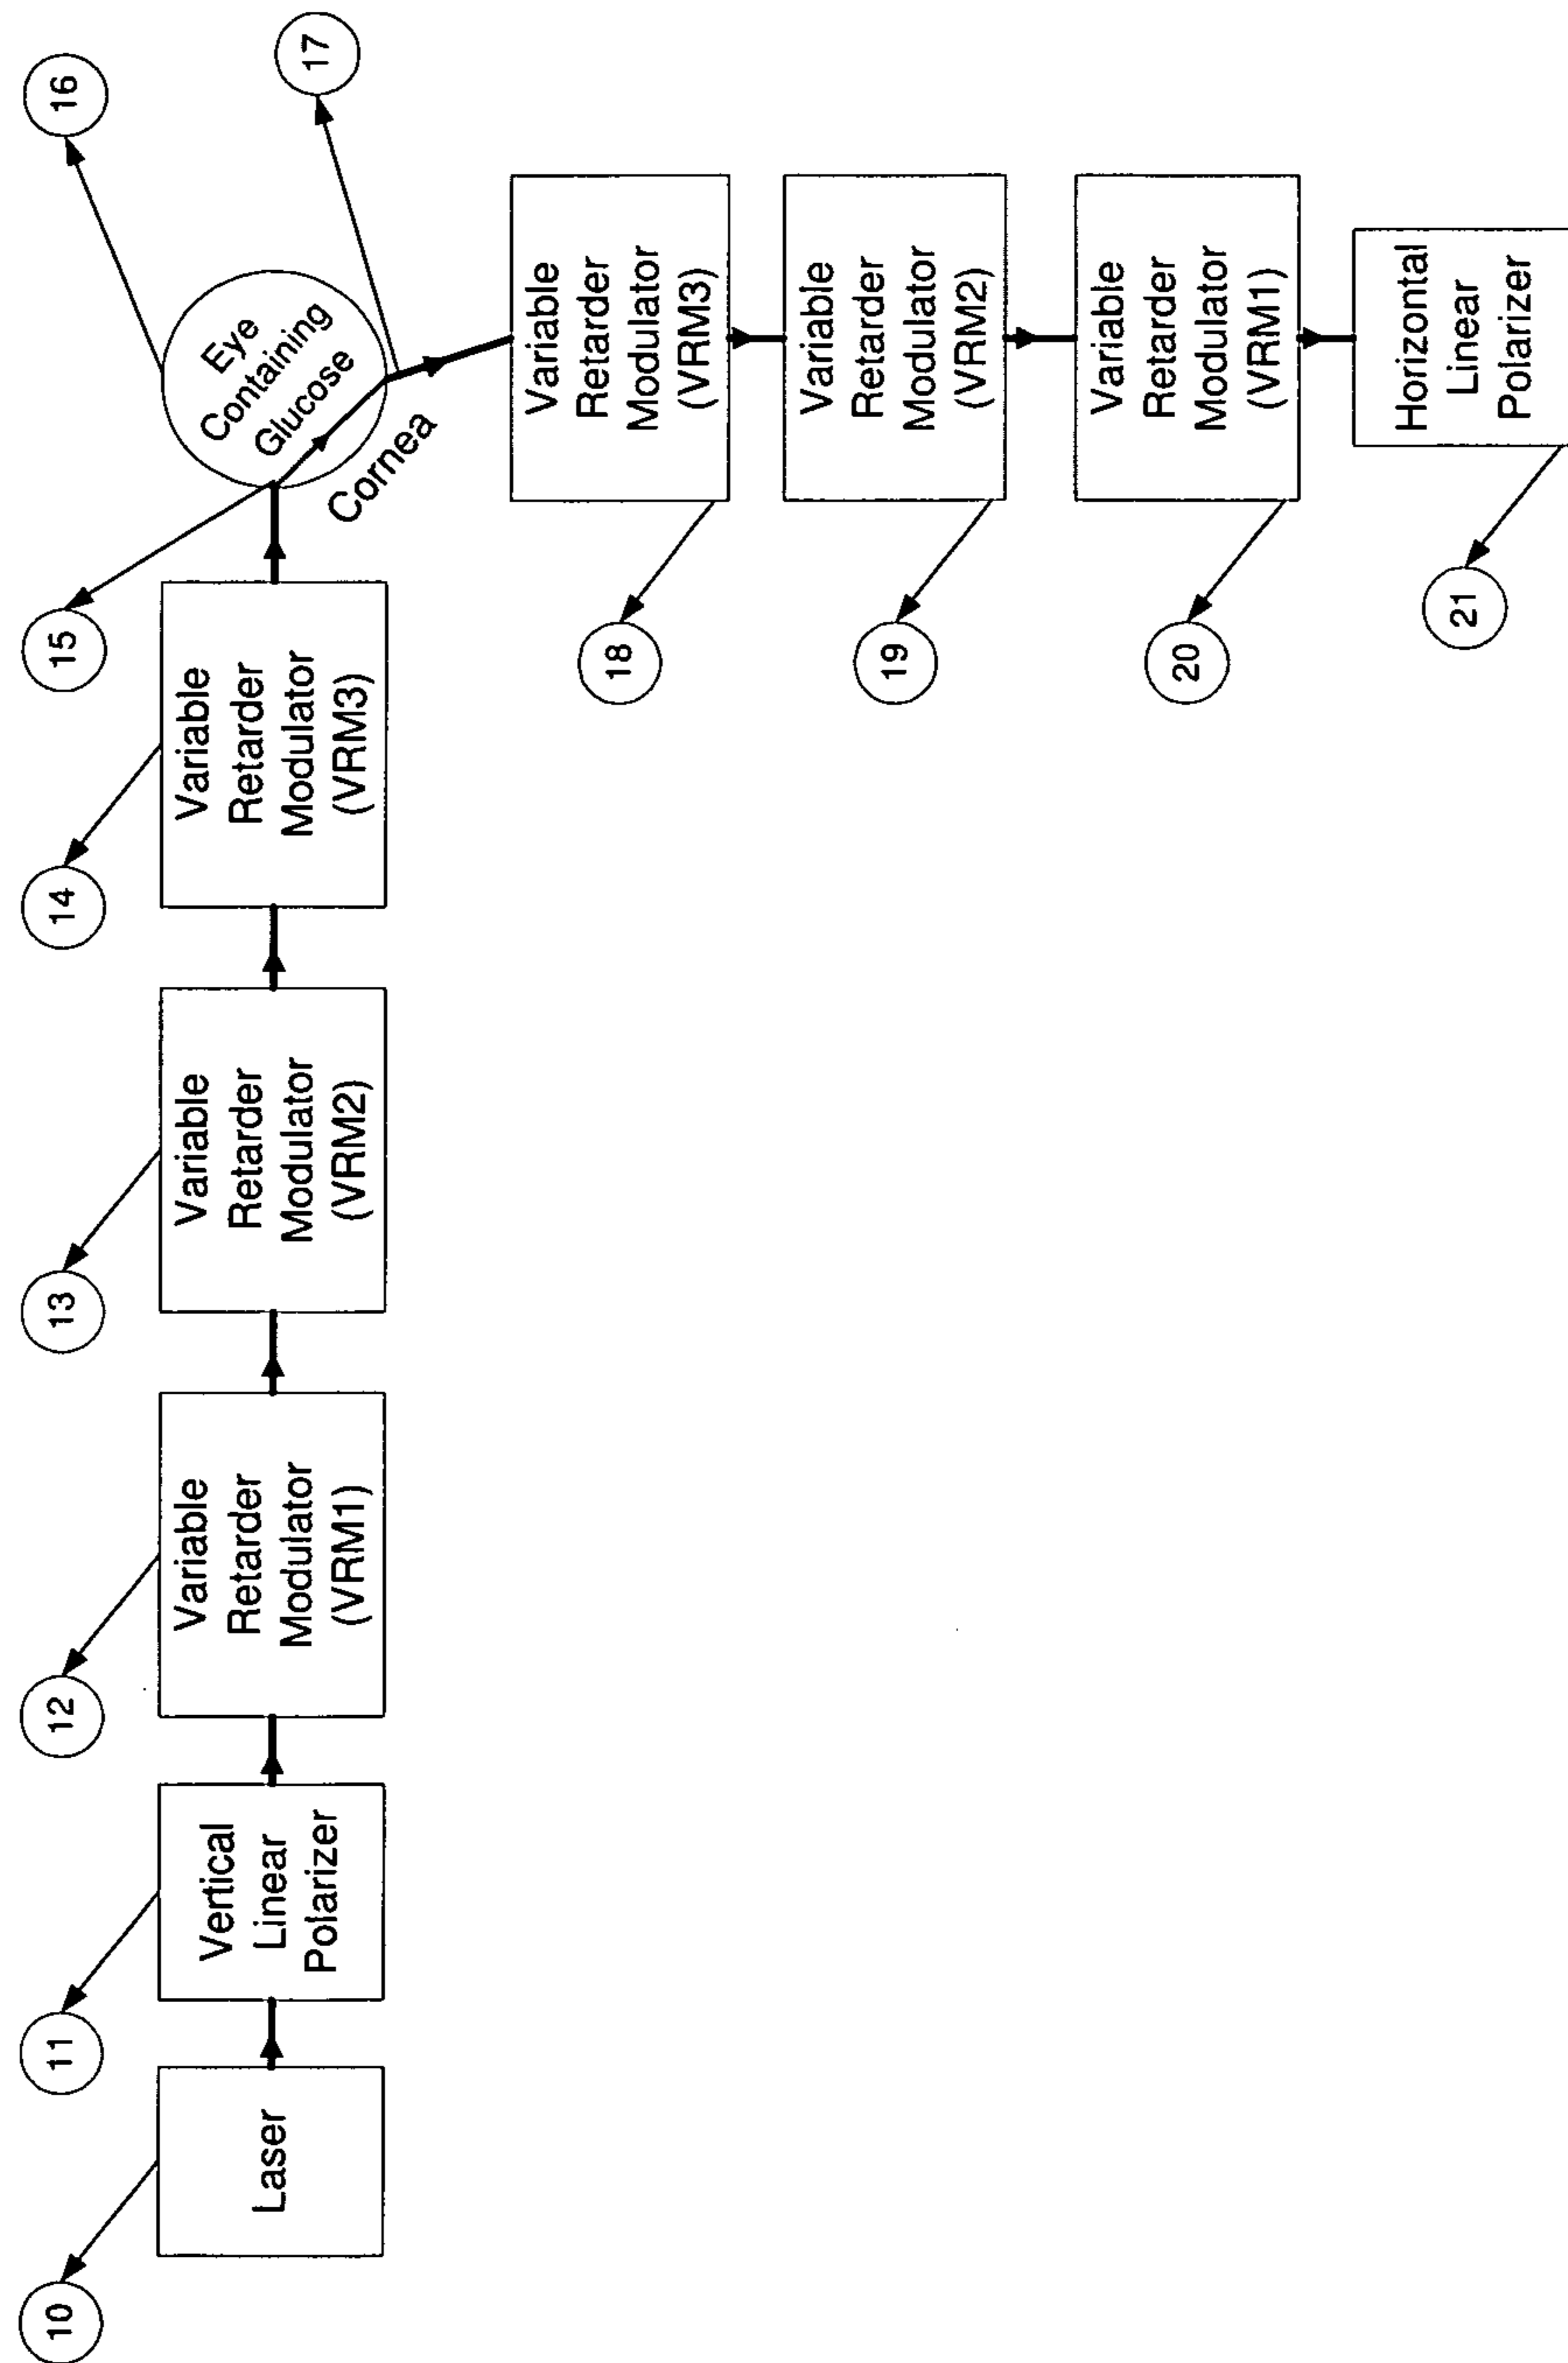 10
Laser
11
Vertical
Linear
Polarizer
12
Variable
Retarder
Modulator
(VRM1)
13
Variable
Retarder
Modulator
(VRM2)
14
Variable
Retarder
Modulator
(VRM3)
15
16
Eye
Containing
Glucose
Cornea
17
Variable
Retarder
Modulator
(VRM3)
18
Variable
Retarder
Modulator
(VRM2)
19
Variable
Retarder
Modulator
(VRM1)
20
Horizontal
Linear
Polarizer
21